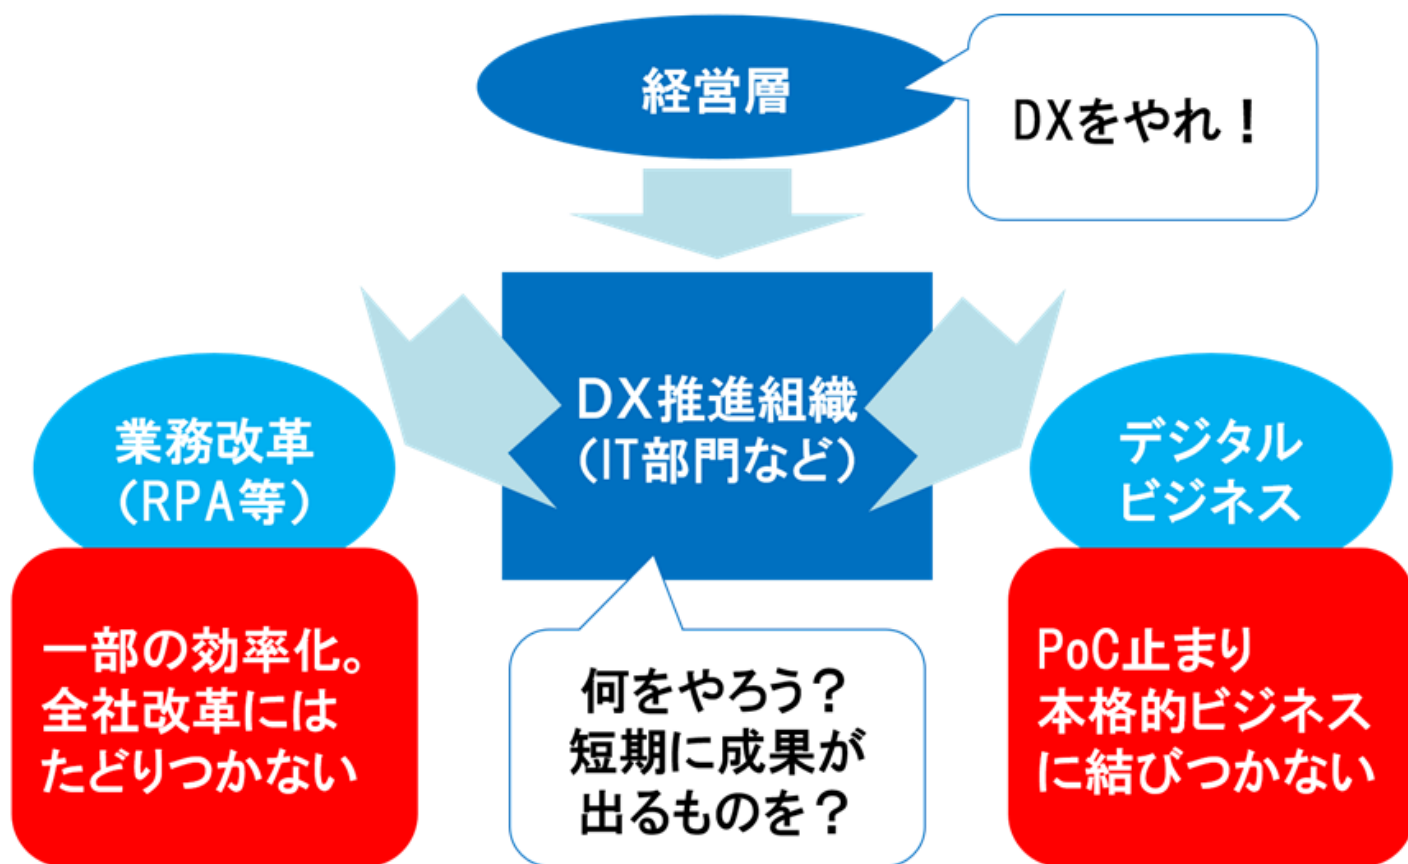 経営層
DXをやれ！
DX推進組織
（IT部門など）
業務改革
（RPA等）
デジタル
ビジネス
一部の効率化。
全社改革には
たどりつかない
何をやろう？
短期に成果が
出るものを？
PoC止まり
本格的ビジネス
に結びつかない